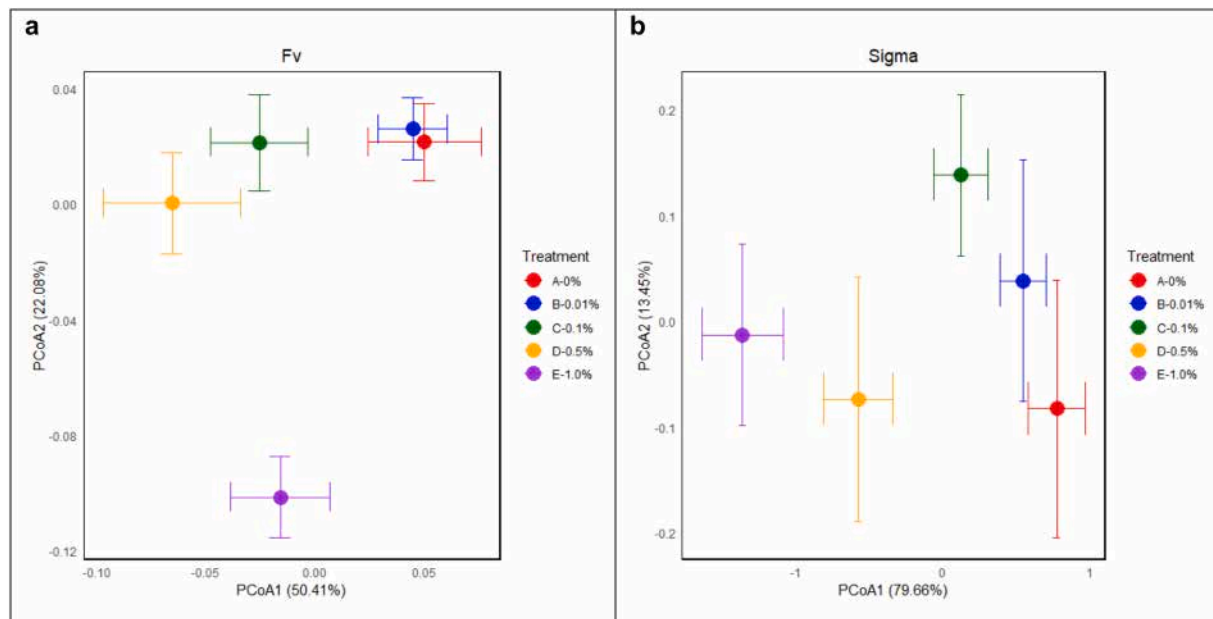 a
Fv
0.04
0.00
-0.04
-0.08
-0.12
PCoA2 (22.08%)
-0.10
-0.05
0.00
0.05
PCoA1 (50.41%)
Treatment
A-0%
B-0.01%
C-0.1%
D-0.5%
E-1.0%
b
Sigma
0.2
0.1
0.0
-0.1
-0.2
PCoA2 (13.45%)
-1
0
1
PCoA1 (79.66%)
Treatment
A-0%
B-0.01%
C-0.1%
D-0.5%
E-1.0%